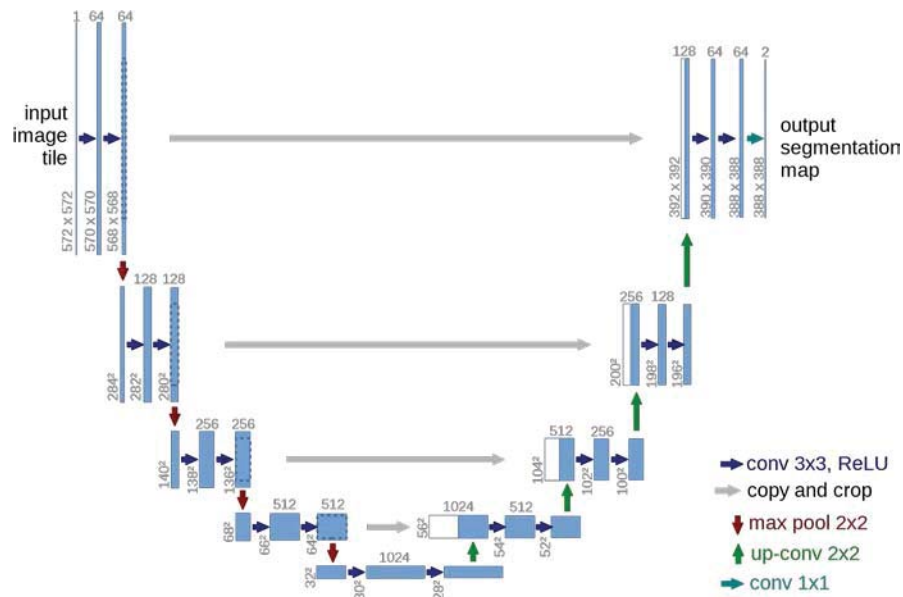 1
64
64
input
image
tile
572 x 572
570 x 570
568 x 568
128
64
64
2
output
segmentation
map
392 x 392
390 x 390
388 x 388
388 x 388
128
128
284²
282²
280²
256
128
200²
198²
196²
256
256
140²
138²
136²
512
256
104²
102²
100²
512
512
68²
66²
64²
1024
512
56²
54²
52²
1024
32²
30²
28²
conv 3x3, ReLU
copy and crop
max pool 2x2
up-conv 2x2
conv 1x1